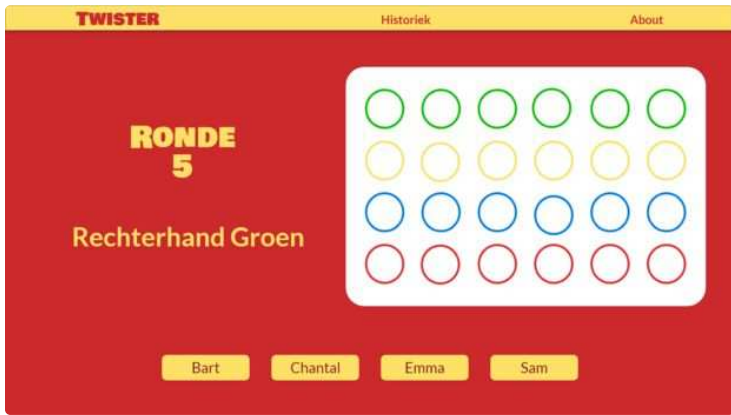 Twister Historiek About
Ronde
5
Rechterhand Groen
Bart Chantal Emma Sam